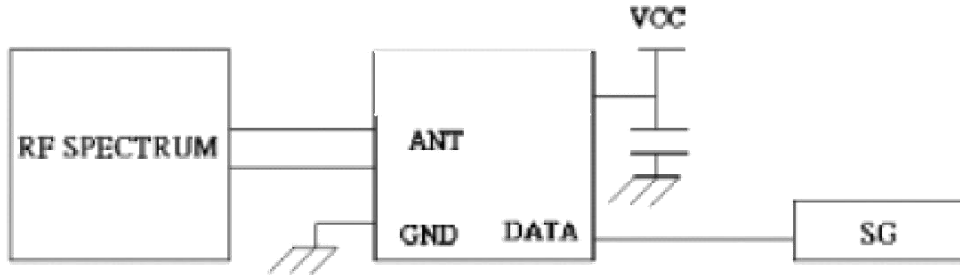 VCC
RF SPECTRUM
ANT
GND
DATA
SG